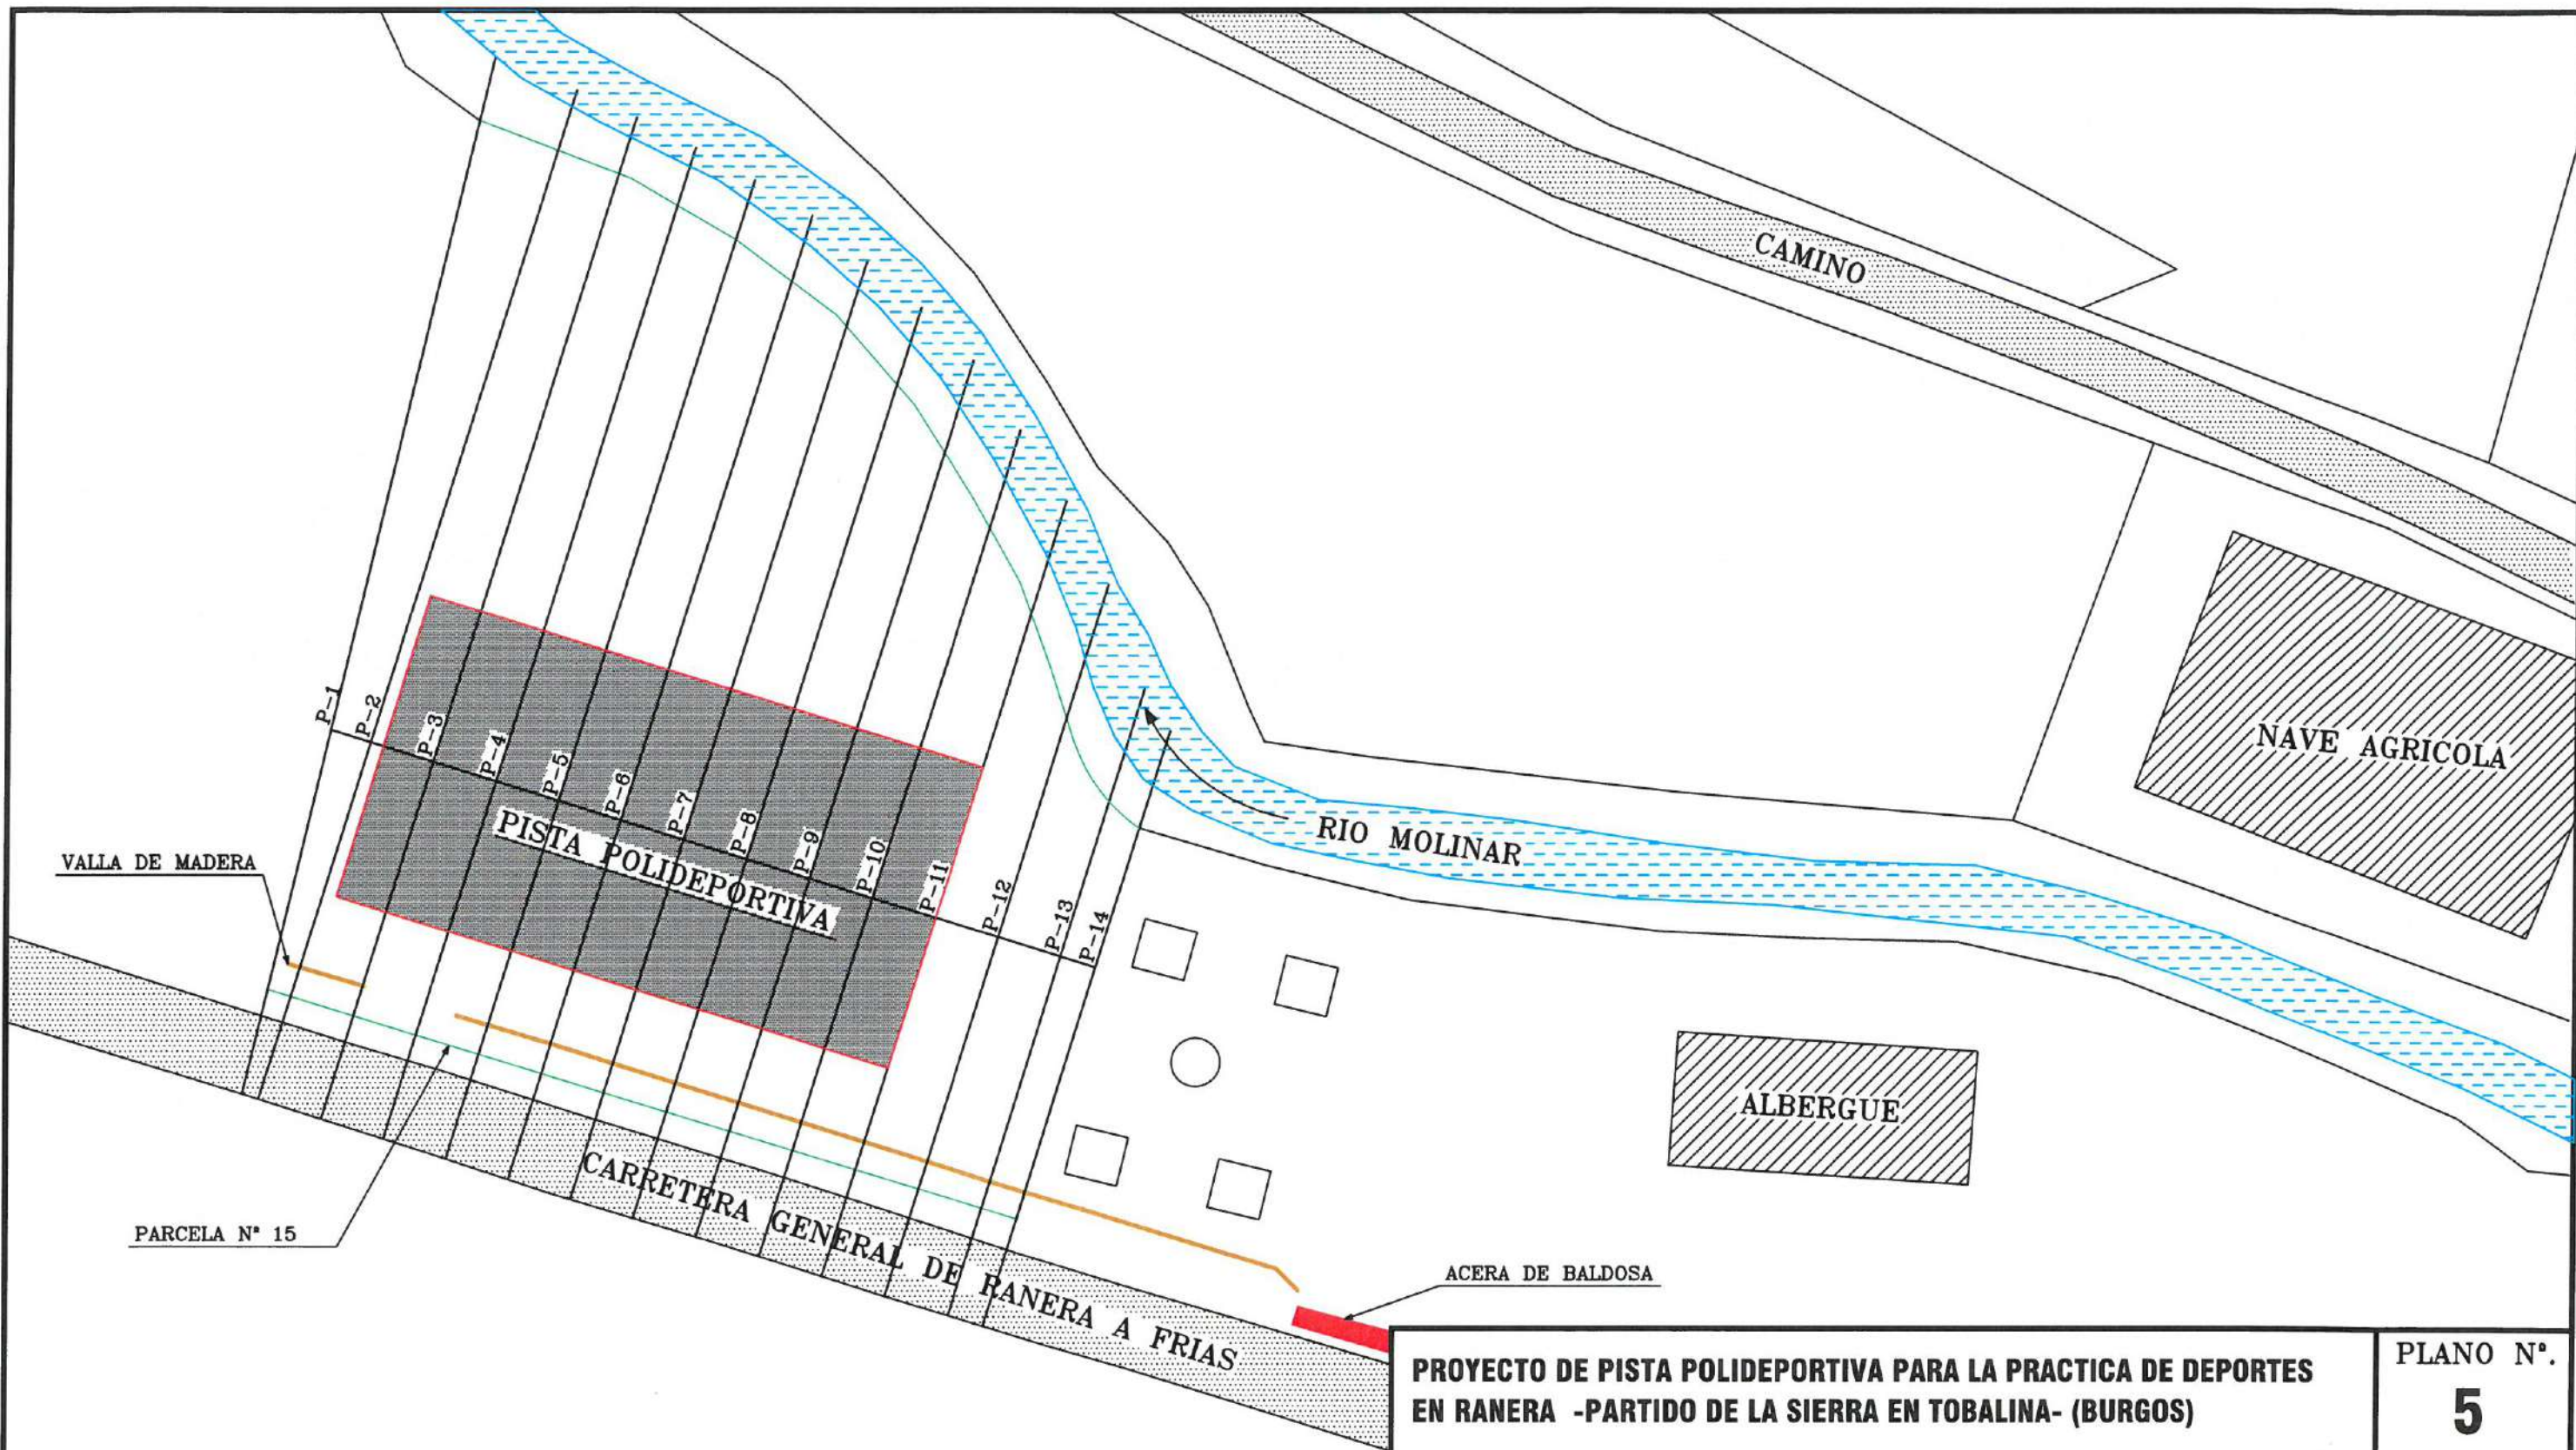 CAMINO
P-1
P-2
P-3
P-4
P-5
P-6
P-7
P-8
P-9
P-10
P-11
P-12
P-13
P-14
PISTA POLIDEPORTIVA
NAVE AGRICOLA
RIO MOLINAR
VALLA DE MADERA
ALBERGUE
PARCELA Nº 15
CARRETERA GENERAL DE RANERA A FRIAS
ACERA DE BALDOSA
PROYECTO DE PISTA POLIDEPORTIVA PARA LA PRACTICA DE DEPORTES
EN RANERA -PARTIDO DE LA SIERRA EN TOBALINA- (BURGOS)
PLANO Nº.
5